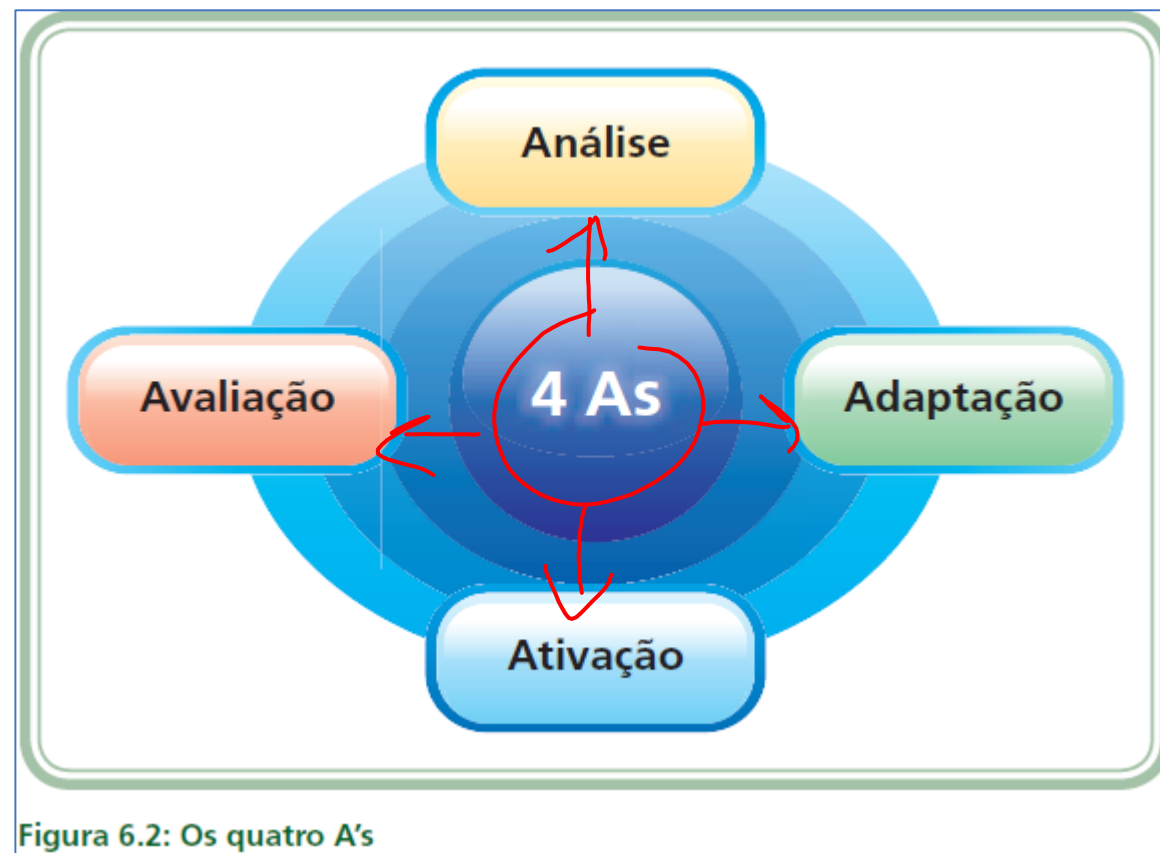 Análise
Avaliação
4 As
Adaptação
Ativação
Figura 6.2: Os quatro A's